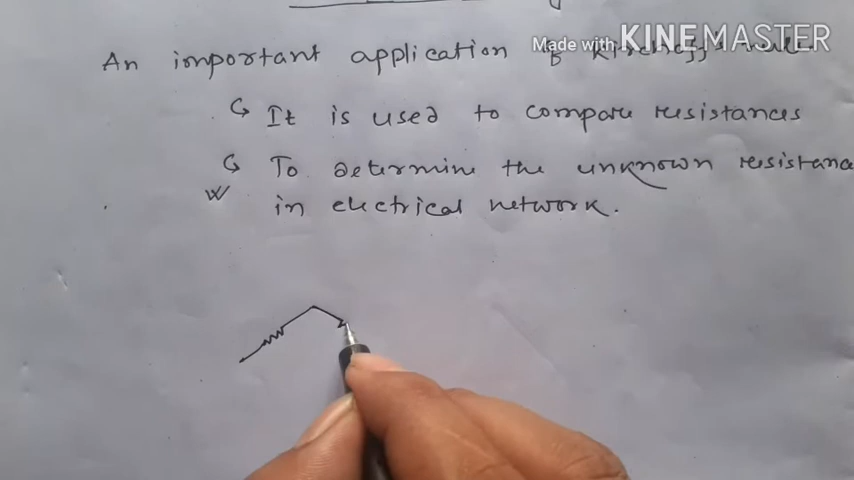 An important application
Made with KINEMASTER
↳ It is used to compare resistances
↳ To determine the unknown resistance
W
in electrical network.